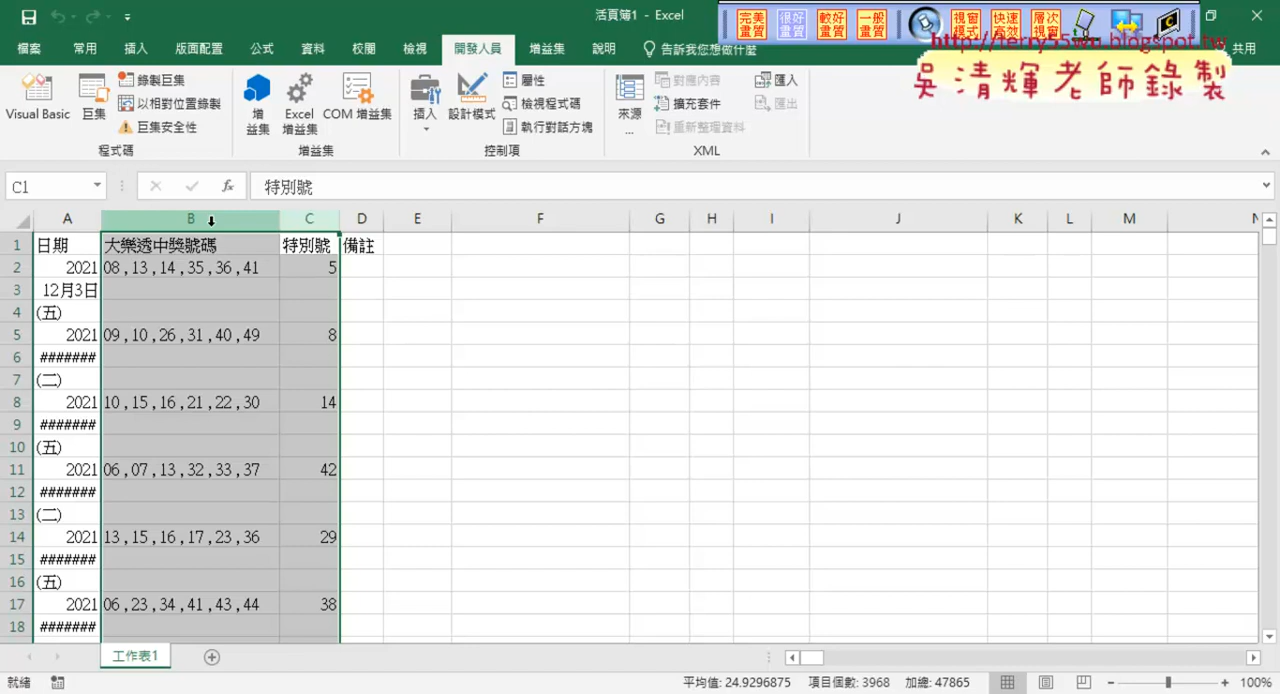 活頁簿1 - Excel
完美畫質 很好畫質 較好畫質 一般畫質 視窗模式 快速高效 層次視窗
http://terry55wu.blogspot.tw
吳清輝老師錄製
檔案 常用 插入 版面配置 公式 資料 校閱 檢視 開發人員 增益集 說明 告訴我您想做什麼 共用
Visual Basic 巨集 錄製巨集 以相對位置錄製 巨集安全性
增益集 Excel 增益集 COM 增益集
插入 設計模式 屬性 檢視程式碼 執行對話方塊
來源... 對應內容 擴充套件 重新整理資料 匯入 匯出
程式碼 增益集 控制項 XML
C1 fx 特別號
A B C D E F G H I J K L M N
1 日期 大樂透中獎號碼 特別號 備註
2 2021 08,13,14,35,36,41 5
3 12月3日
4 (五)
5 2021 09,10,26,31,40,49 8
6 #######
7 (二)
8 2021 10,15,16,21,22,30 14
9 #######
10 (五)
11 2021 06,07,13,32,33,37 42
12 #######
13 (二)
14 2021 13,15,16,17,23,36 29
15 #######
16 (五)
17 2021 06,23,34,41,43,44 38
18 #######
工作表1
就緒 平均值: 24.9296875 項目個數: 3968 加總: 47865 100%